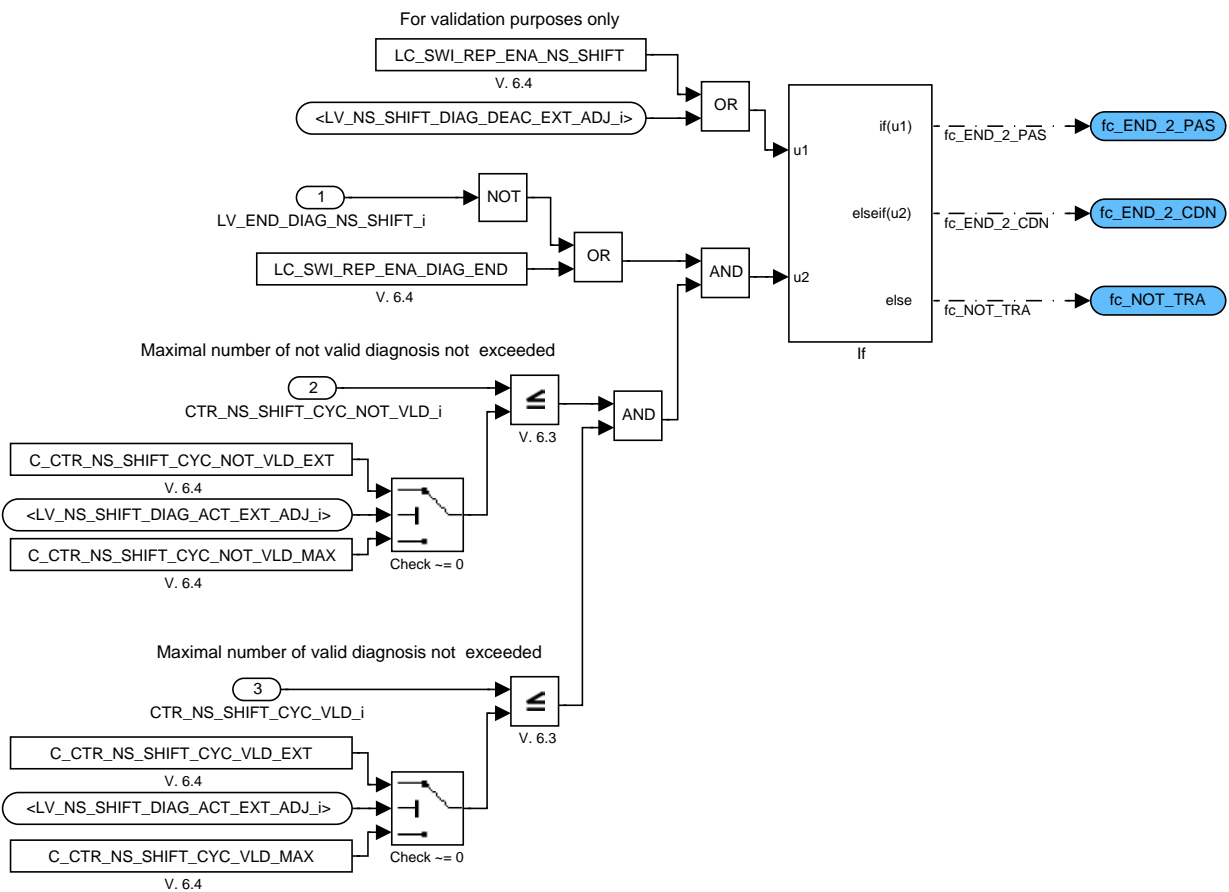 For validation purposes only
LC_SWI_REP_ENA_NS_SHIFT
V. 6.4
<LV_NS_SHIFT_DIAG_DEAC_EXT_ADJ_i>
OR
u1
if(u1)
fc_END_2_PAS
fc_END_2_PAS
1
LV_END_DIAG_NS_SHIFT_i
NOT
elseif(u2)
fc_END_2_CDN
fc_END_2_CDN
LC_SWI_REP_ENA_DIAG_END
V. 6.4
OR
AND
u2
else
fc_NOT_TRA
fc_NOT_TRA
If
Maximal number of not valid diagnosis not  exceeded
2
CTR_NS_SHIFT_CYC_NOT_VLD_i
≤
V. 6.3
AND
C_CTR_NS_SHIFT_CYC_NOT_VLD_EXT
V. 6.4
<LV_NS_SHIFT_DIAG_ACT_EXT_ADJ_i>
C_CTR_NS_SHIFT_CYC_NOT_VLD_MAX
V. 6.4
Check ~= 0
Maximal number of valid diagnosis not  exceeded
3
CTR_NS_SHIFT_CYC_VLD_i
≤
V. 6.3
C_CTR_NS_SHIFT_CYC_VLD_EXT
V. 6.4
<LV_NS_SHIFT_DIAG_ACT_EXT_ADJ_i>
C_CTR_NS_SHIFT_CYC_VLD_MAX
V. 6.4
Check ~= 0